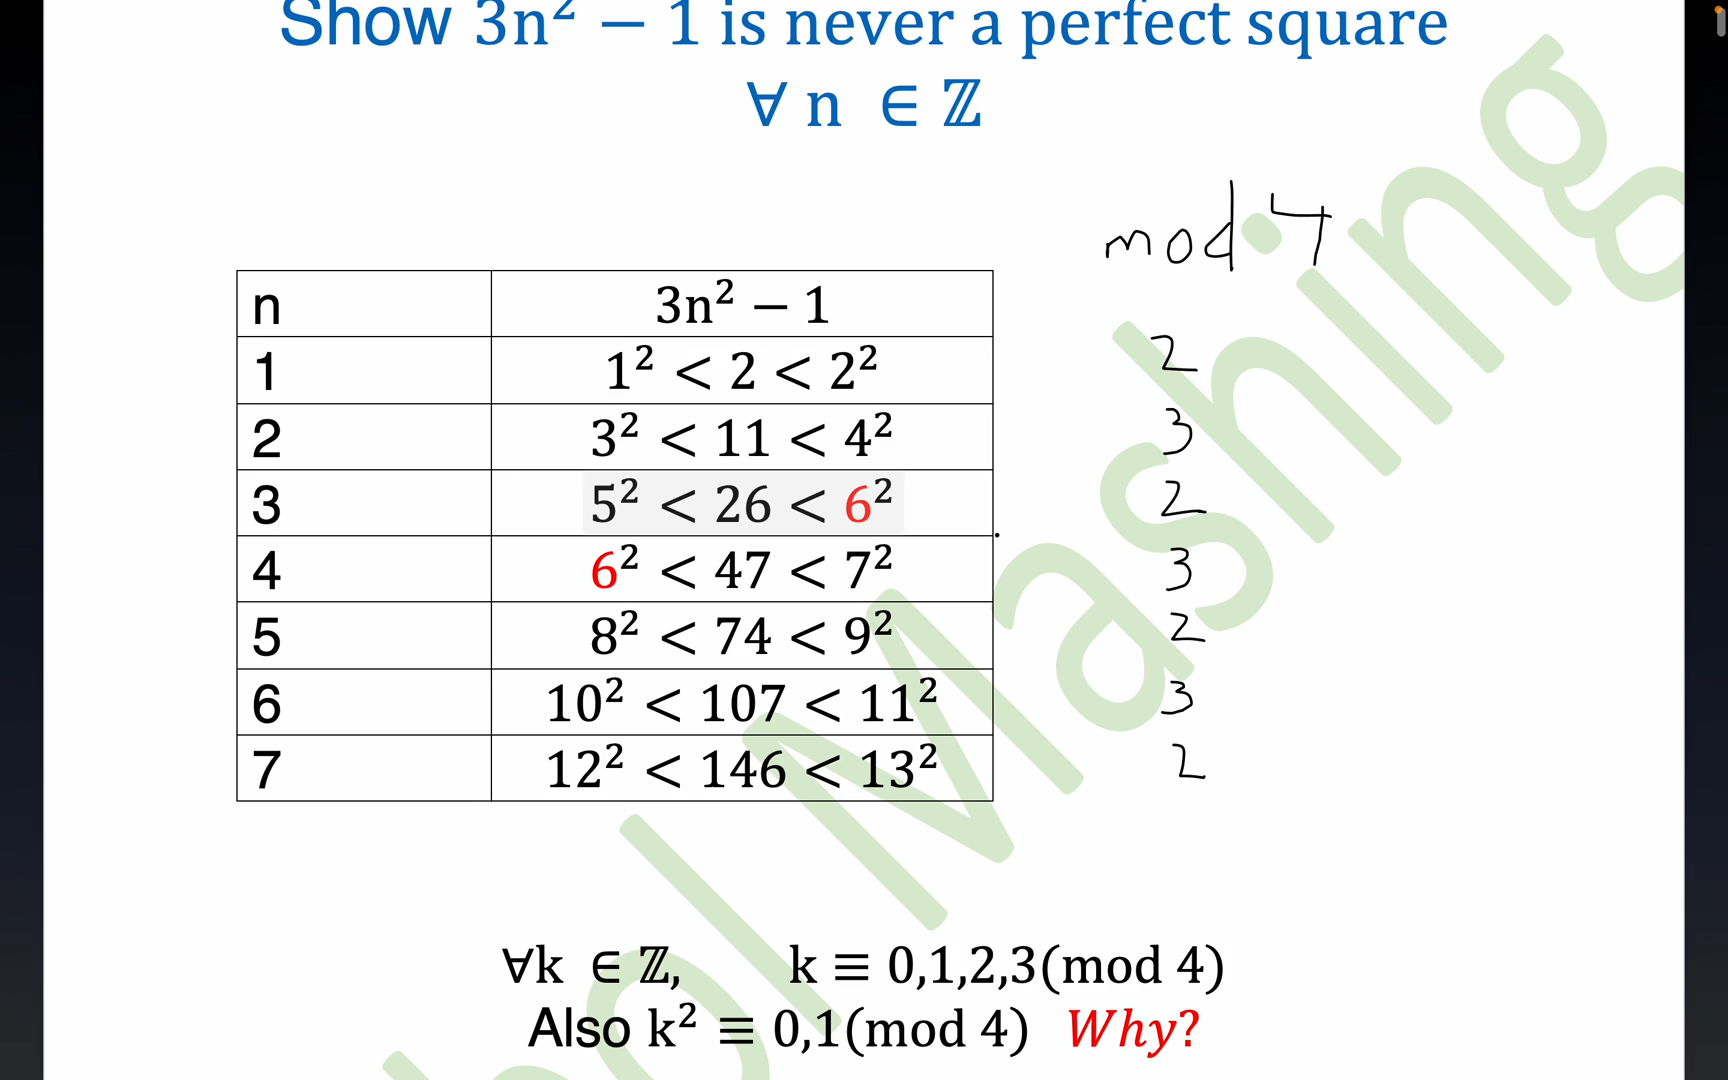 Show 3n² − 1 is never a perfect square
∀ n ∈ ℤ
mod 4
n 3n² − 1
1 1² < 2 < 2² 2
2 3² < 11 < 4² 3
3 5² < 26 < 6² 2
4 6² < 47 < 7² 3
5 8² < 74 < 9² 2
6 10² < 107 < 11² 3
7 12² < 146 < 13² 2
∀k ∈ ℤ, k ≡ 0,1,2,3(mod 4)
Also k² ≡ 0,1(mod 4) Why?
ol Mashing